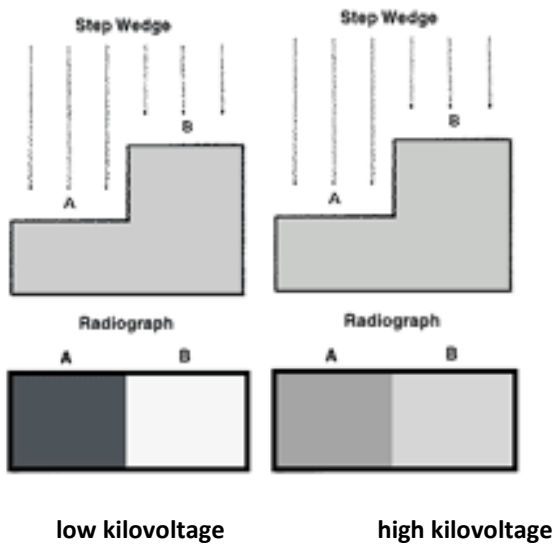 Step Wedge
B
A
Radiograph
A B
low kilovoltage
Step Wedge
B
A
Radiograph
A B
high kilovoltage